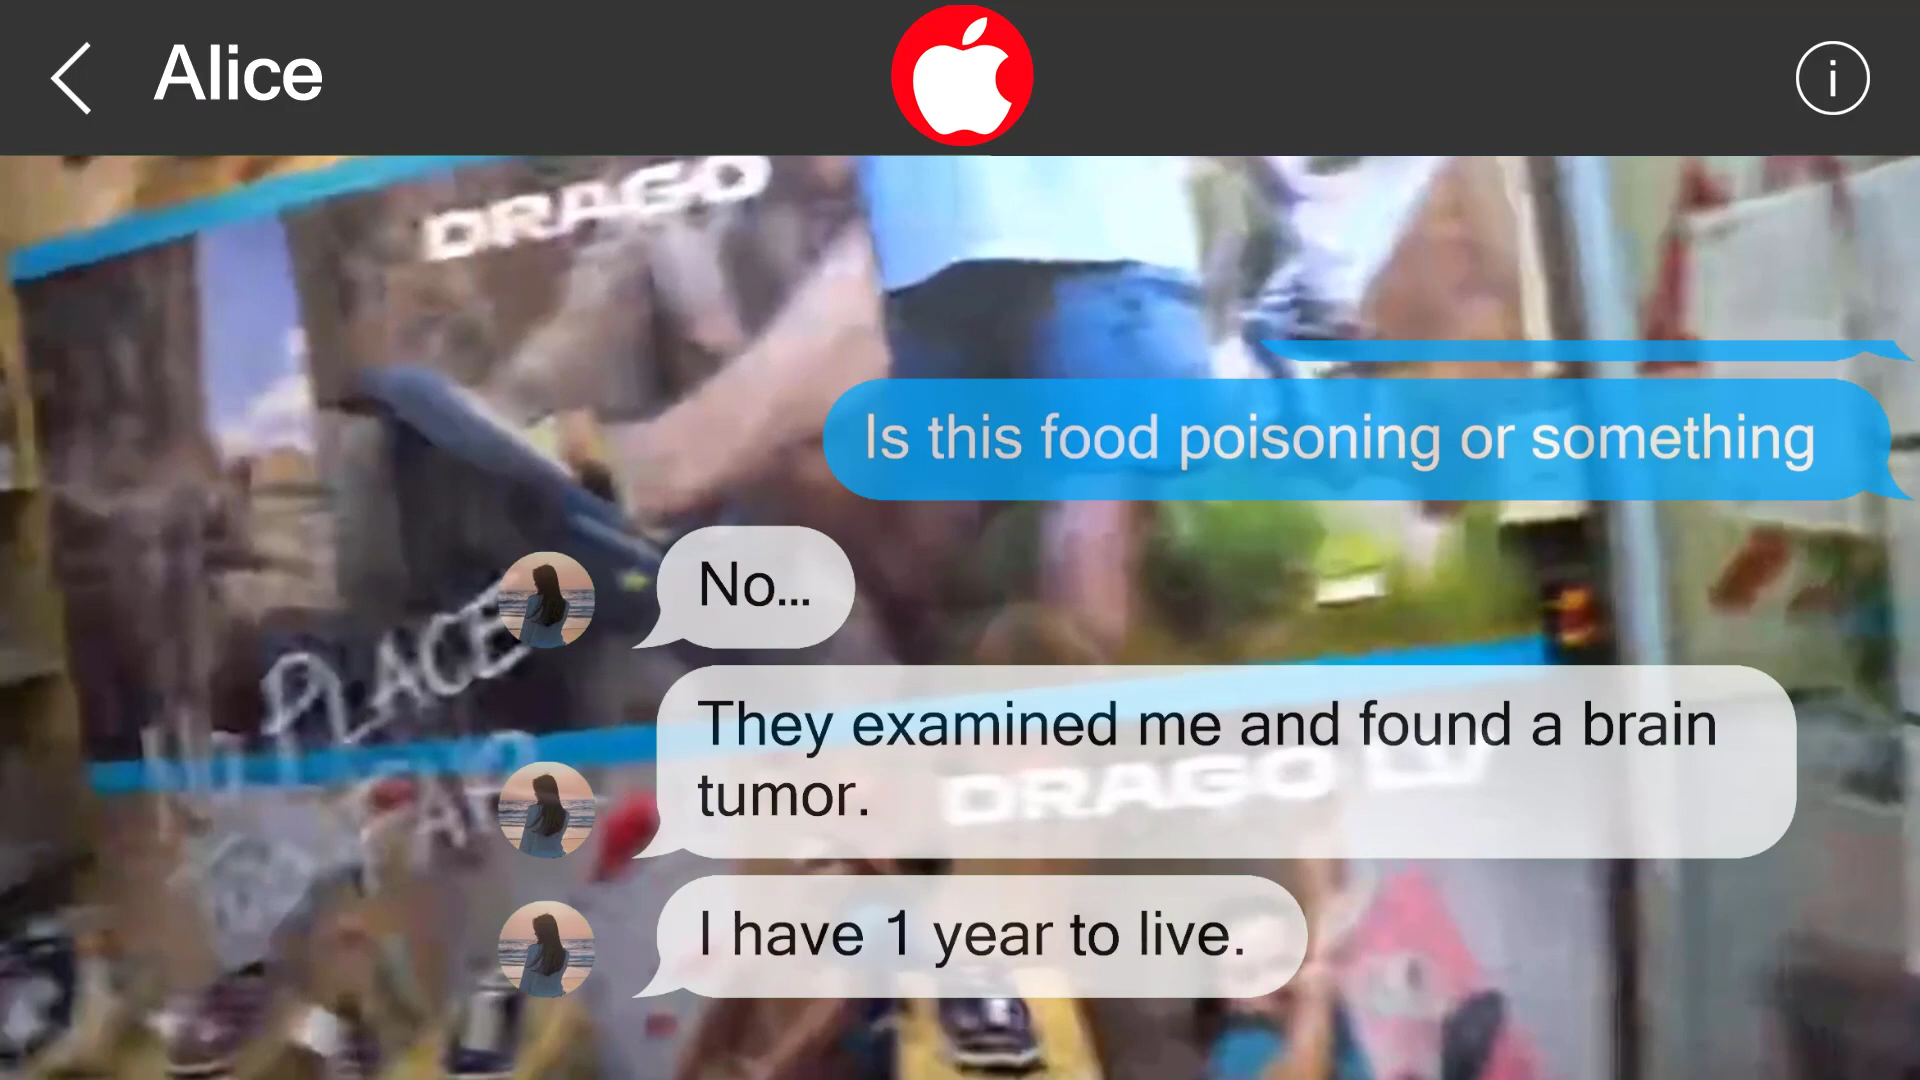 Alice
DRAGO
Is this food poisoning or something
No...
PLACE
They examined me and found a brain
tumor.
DRAGO LV
I have 1 year to live.